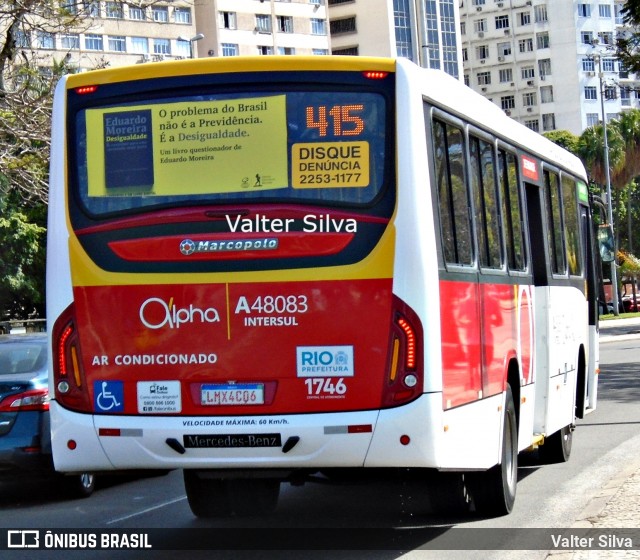 Eduardo
Moreira
Desigualdade
O problema do Brasil
não é a Previdência.
É a Desigualdade.
Um livro questionador de
Eduardo Moreira
415
DISQUE
DENÚNCIA
2253-1177
Valter Silva
Marcopolo
Alpha
A48083
INTERSUL
AR CONDICIONADO
RIO
PREFEITURA
1746
LMX4C06
VELOCIDADE MÁXIMA: 60 Km/h.
Mercedes-Benz
ÔNIBUS BRASIL
Valter Silva